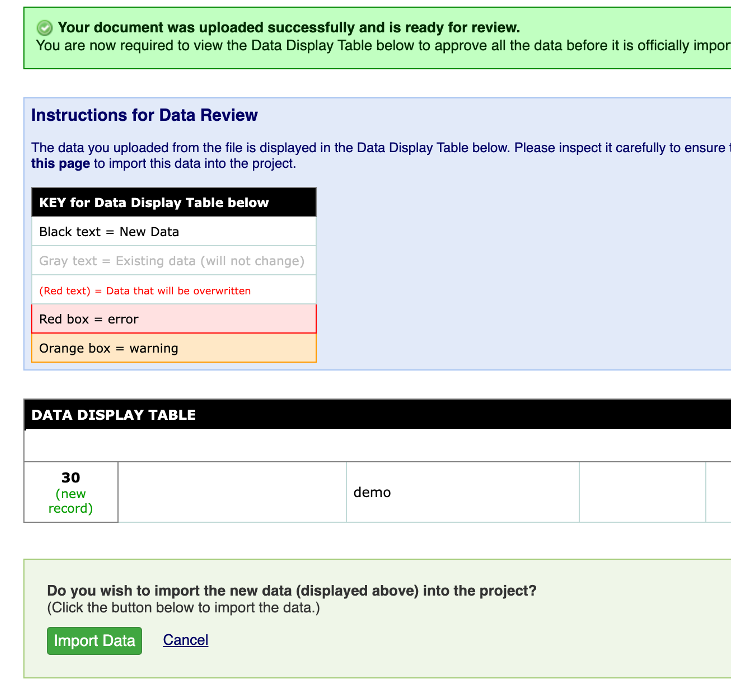 Your document was uploaded successfully and is ready for review.
You are now required to view the Data Display Table below to approve all the data before it is officially impor
Instructions for Data Review
The data you uploaded from the file is displayed in the Data Display Table below. Please inspect it carefully to ensure
this page to import this data into the project.
KEY for Data Display Table below
Black text = New Data
Gray text = Existing data (will not change)
(Red text) = Data that will be overwritten
Red box = error
Orange box = warning
DATA DISPLAY TABLE
30
(new
record)
demo
Do you wish to import the new data (displayed above) into the project?
(Click the button below to import the data.)
Import Data
Cancel